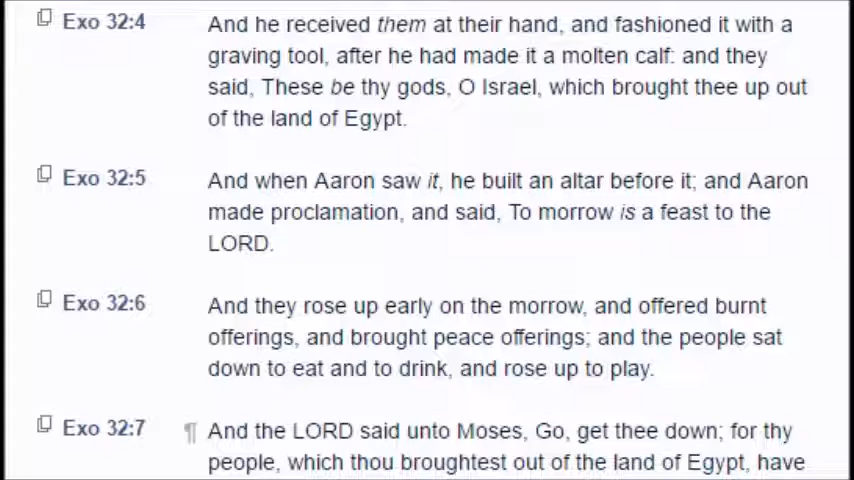 Exo 32:4 And he received them at their hand, and fashioned it with a
graving tool, after he had made it a molten calf: and they
said, These be thy gods, O Israel, which brought thee up out
of the land of Egypt.
Exo 32:5 And when Aaron saw it, he built an altar before it; and Aaron
made proclamation, and said, To morrow is a feast to the
LORD.
Exo 32:6 And they rose up early on the morrow, and offered burnt
offerings, and brought peace offerings; and the people sat
down to eat and to drink, and rose up to play.
Exo 32:7 ¶ And the LORD said unto Moses, Go, get thee down; for thy
people, which thou broughtest out of the land of Egypt, have